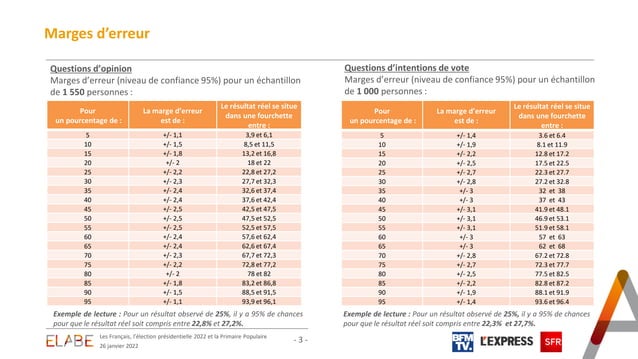 Marges d'erreur
Questions d'opinion
Marges d'erreur (niveau de confiance 95%) pour un échantillon
de 1 550 personnes :
Pour un pourcentage de : La marge d'erreur est de : Le résultat réel se situe dans une fourchette entre :
5 +/- 1,1 3,9 et 6,1
10 +/- 1,5 8,5 et 11,5
15 +/- 1,8 13,2 et 16,8
20 +/- 2 18 et 22
25 +/- 2,2 22,8 et 27,2
30 +/- 2,3 27,7 et 32,3
35 +/- 2,4 32,6 et 37,4
40 +/- 2,4 37,6 et 42,4
45 +/- 2,5 42,5 et 47,5
50 +/- 2,5 47,5 et 52,5
55 +/- 2,5 52,5 et 57,5
60 +/- 2,4 57,6 et 62,4
65 +/- 2,4 62,6 et 67,4
70 +/- 2,3 67,7 et 72,3
75 +/- 2,2 72,8 et 77,2
80 +/- 2 78 et 82
85 +/- 1,8 83,2 et 86,8
90 +/- 1,5 88,5 et 91,5
95 +/- 1,1 93,9 et 96,1
Exemple de lecture : Pour un résultat observé de 25%, il y a 95% de chances
pour que le résultat réel soit compris entre 22,8% et 27,2%.
Questions d'intentions de vote
Marges d'erreur (niveau de confiance 95%) pour un échantillon
de 1 000 personnes :
Pour un pourcentage de : La marge d'erreur est de : Le résultat réel se situe dans une fourchette entre :
5 +/- 1,4 3.6 et 6.4
10 +/- 1,9 8.1 et 11.9
15 +/- 2,2 12.8 et 17.2
20 +/- 2,5 17.5 et 22.5
25 +/- 2,7 22.3 et 27.7
30 +/- 2,8 27.2 et 32.8
35 +/- 3 32 et 38
40 +/- 3 37 et 43
45 +/- 3,1 41.9 et 48.1
50 +/- 3,1 46.9 et 53.1
55 +/- 3,1 51.9 et 58.1
60 +/- 3 57 et 63
65 +/- 3 62 et 68
70 +/- 2,8 67.2 et 72.8
75 +/- 2,7 72.3 et 77.7
80 +/- 2,5 77.5 et 82.5
85 +/- 2,2 82.8 et 87.2
90 +/- 1,9 88.1 et 91.9
95 +/- 1,4 93.6 et 96.4
Exemple de lecture : Pour un résultat observé de 25%, il y a 95% de chances
pour que le résultat réel soit compris entre 22,3% et 27,7%.
ELABE
Les Français, l'élection présidentielle 2022 et la Primaire Populaire
26 janvier 2022
- 3 -
BFM
TV.
L'EXPRESS
SFR